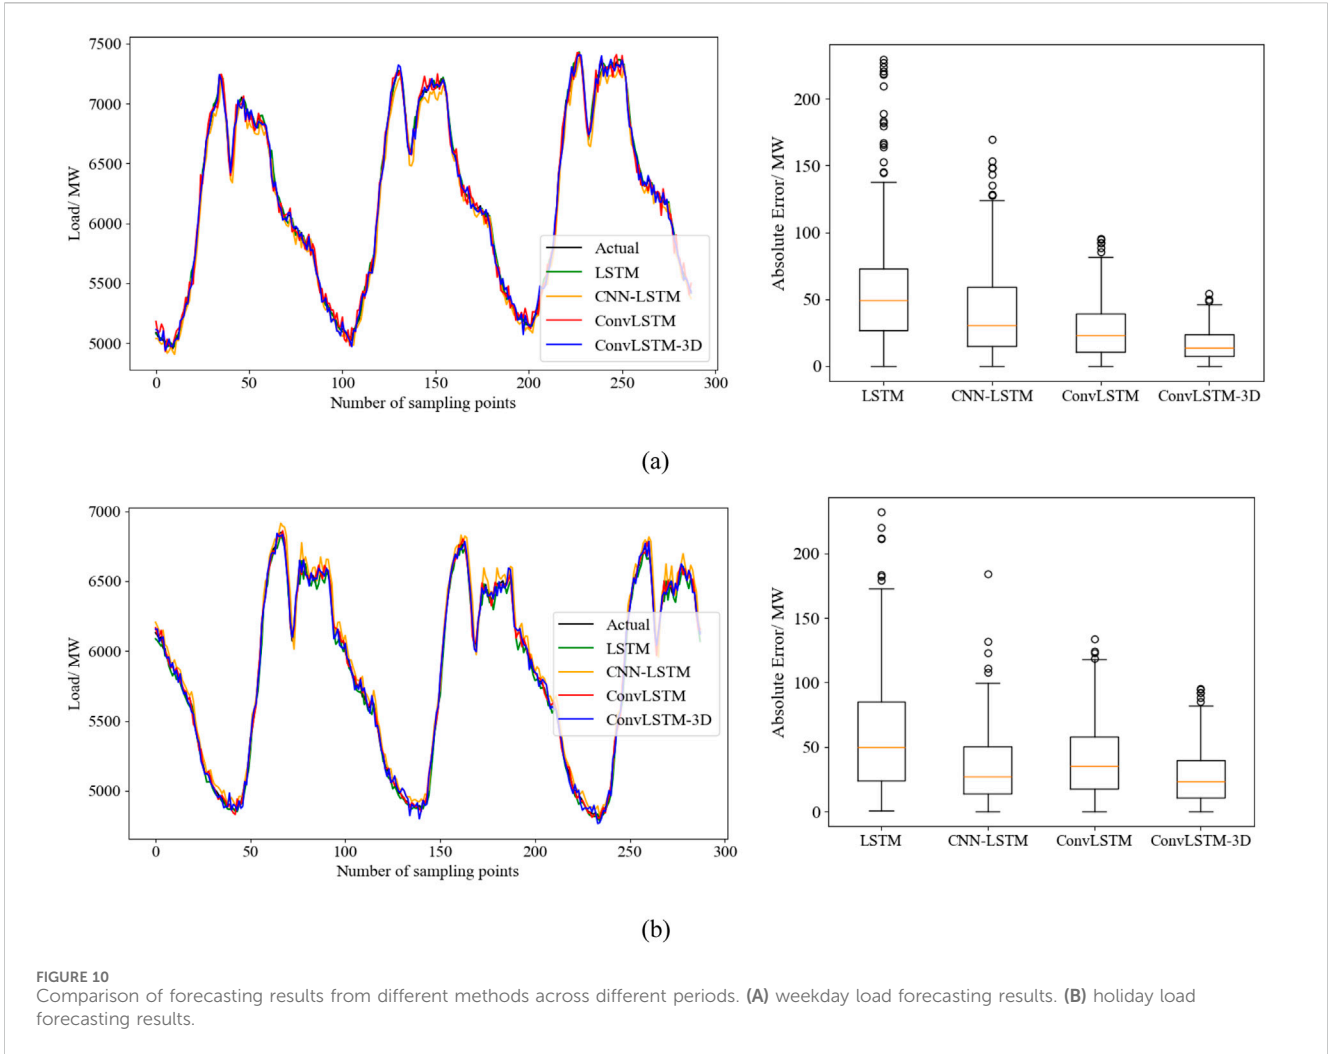 7500
7000
6500
6000
5500
5000
Load/ MW
0
50
100
150
200
250
300
Number of sampling points
Actual
LSTM
CNN-LSTM
ConvLSTM
ConvLSTM-3D
200
150
100
50
0
Absolute Error/ MW
LSTM
CNN-LSTM
ConvLSTM
ConvLSTM-3D
(a)
7000
6500
6000
5500
5000
Load/ MW
0
50
100
150
200
250
300
Number of sampling points
Actual
LSTM
CNN-LSTM
ConvLSTM
ConvLSTM-3D
200
150
100
50
0
Absolute Error/ MW
LSTM
CNN-LSTM
ConvLSTM
ConvLSTM-3D
(b)
FIGURE 10
Comparison of forecasting results from different methods across different periods. (A) weekday load forecasting results. (B) holiday load
forecasting results.